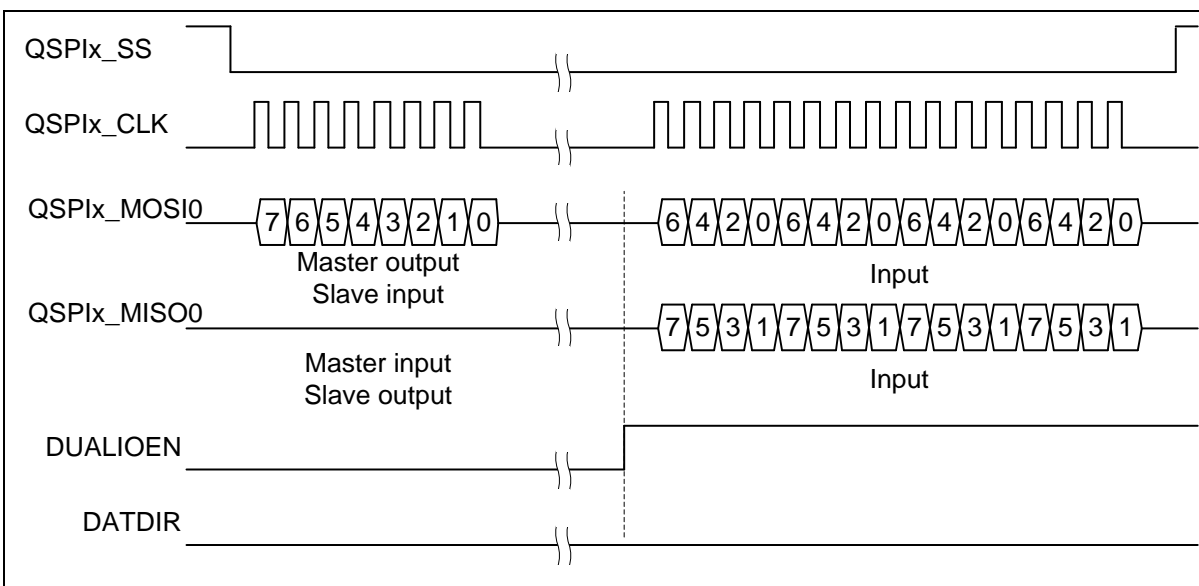 QSPIx_SS
QSPIx_CLK
QSPIx_MOSI0 7 6 5 4 3 2 1 0 6 4 2 0 6 4 2 0 6 4 2 0 6 4 2 0
Master output
Slave input
Input
QSPIx_MISO0 7 5 3 1 7 5 3 1 7 5 3 1 7 5 3 1
Master input
Slave output
Input
DUALIOEN
DATDIR